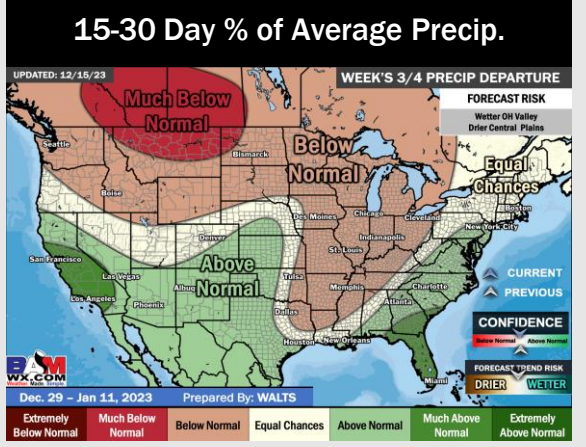 15-30 Day % of Average Precip.
UPDATED: 12/15/23
WEEK'S 3/4 PRECIP DEPARTURE
FORECAST RISK
Wetter OH Valley
Drier Central Plains
Much Below
Normal
Below
Normal
Equal
Chances
Above
Normal
Seattle
Bismarck
Boise
Boston
New York City
Des Moines
Chicago
Cleveland
Indianapolis
Denver
St. Louis
San Francisco
Las Vegas
Los Angeles
Phoenix
Albuq
Tulsa
Memphis
Charlotte
Atlanta
Dallas
Houston
New Orleans
Miami
CURRENT
PREVIOUS
CONFIDENCE
Below Normal Above Normal
FORECAST TREND RISK
DRIER WETTER
BAM
WX.COM
Weather Made Simple.
Dec. 29 – Jan 11, 2023 Prepared By: WALTS
Extremely
Below Normal
Much Below
Normal
Below Normal
Equal Chances
Above Normal
Much Above
Normal
Extremely
Above Normal